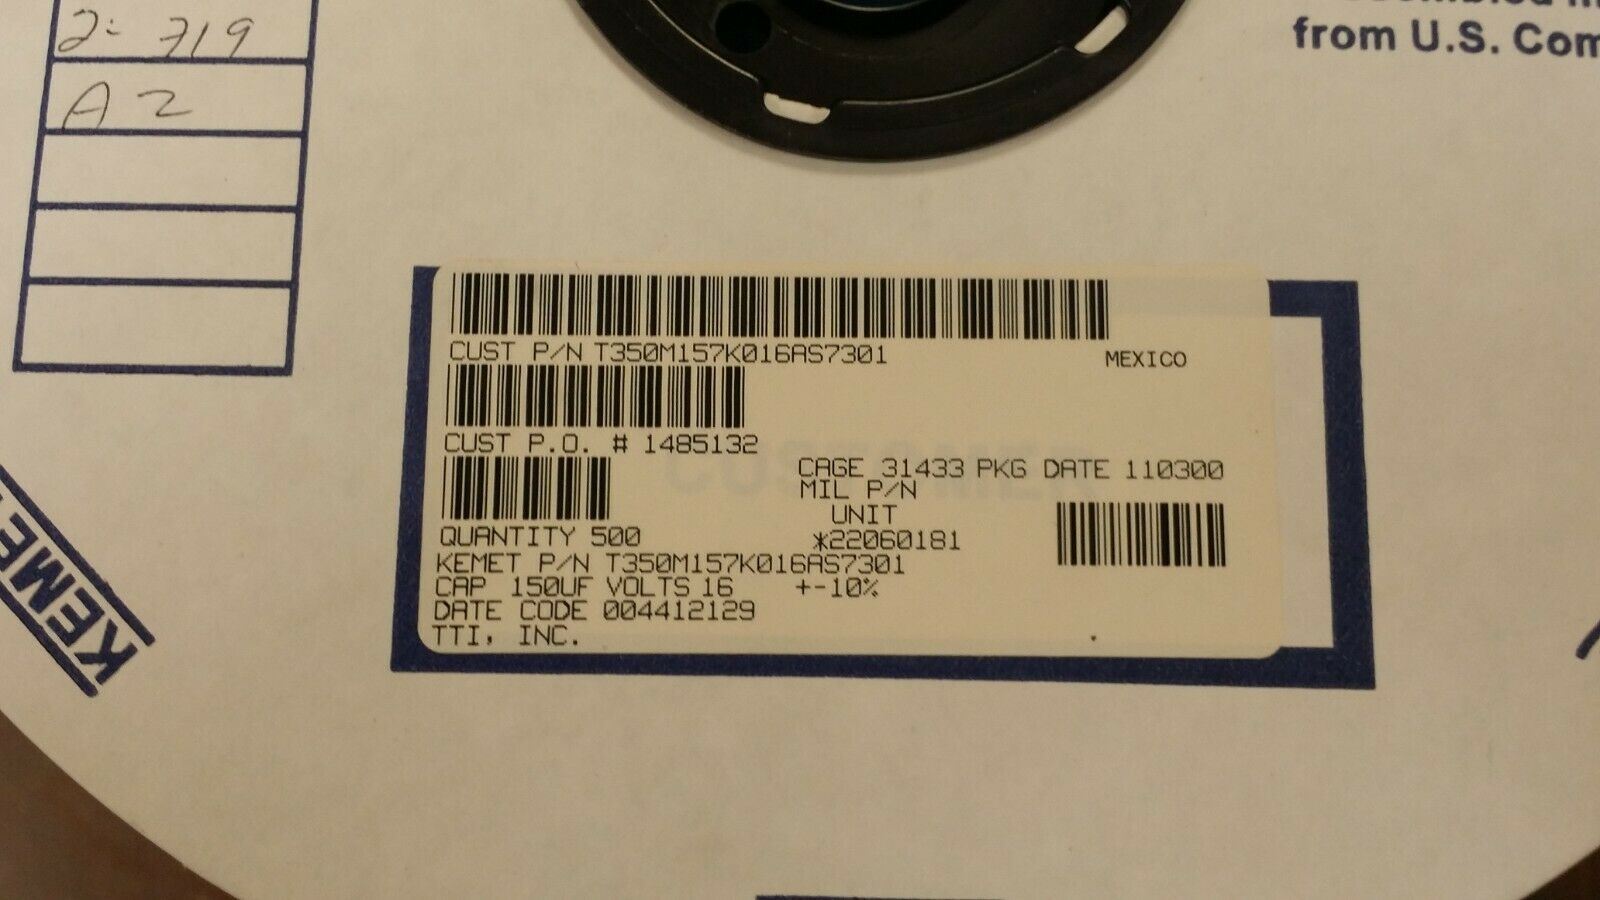 2- 719
A2
from U.S. Com
CUST P/N T350M157K016AS7301
MEXICO
CUST P.O. # 1485132
CUSTOMER
CAGE 31433 PKG DATE 110300
MIL P/N
UNIT
QUANTITY 500
*22060181
KEMET P/N T350M157K016AS7301
CAP 150UF VOLTS 16 +-10%
DATE CODE 004412129
TTI, INC.
KEME